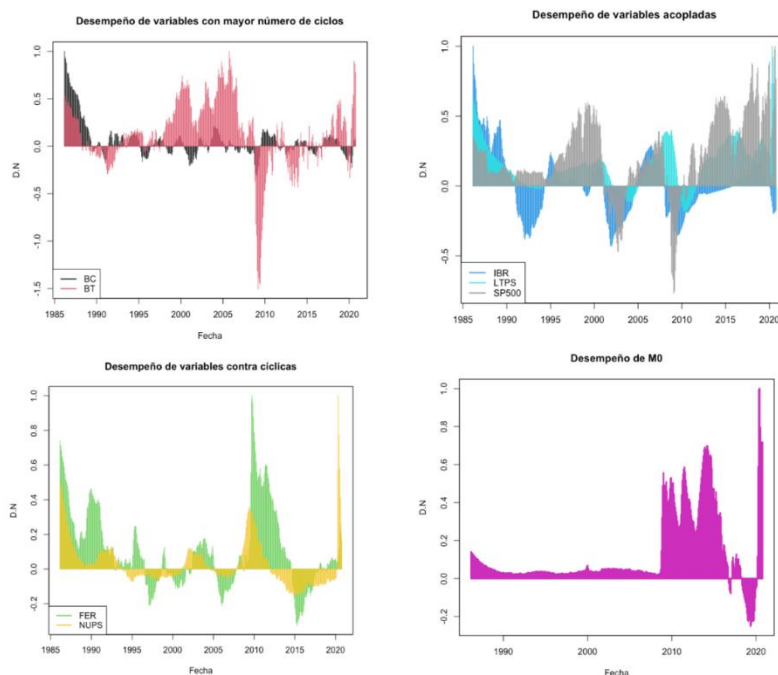 Desempeño de variables con mayor número de ciclos
1.0
0.5
0.0
-0.5
-1.0
-1.5
D.N
BC
BT
1985 1990 1995 2000 2005 2010 2015 2020
Fecha
Desempeño de variables acopladas
1.0
0.5
0.0
-0.5
D.N
IBR
LTPS
SP500
1985 1990 1995 2000 2005 2010 2015 2020
Fecha
Desempeño de variables contra cíclicas
1.0
0.8
0.6
0.4
0.2
0.0
-0.2
D.N
FER
NUPS
1985 1990 1995 2000 2005 2010 2015 2020
Fecha
Desempeño de M0
1.0
0.8
0.6
0.4
0.2
0.0
-0.2
D.N
1990 2000 2010 2020
Fecha